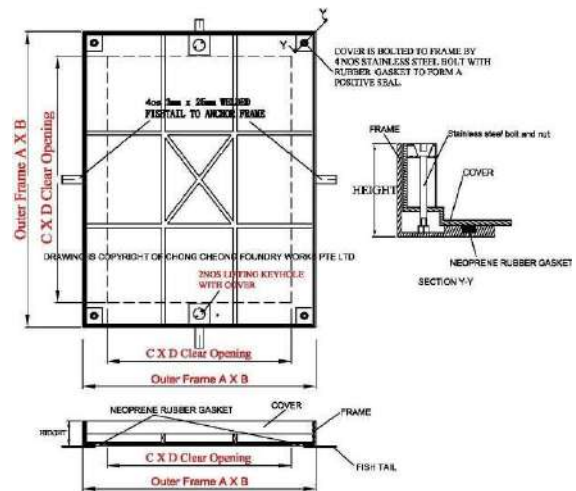 Y
Y
COVER IS BOLTED TO FRAME BY
4 NOS STAINLESS STEEL BOLT WITH
RUBBER GASKET TO FORM A
POSITIVE SEAL.
4os 3mm x 25mm WELDED
FISHTAIL TO ANCHOR FRAME
FRAME
Stainless steel bolt and nut
HEIGHT
COVER
NEOPRENE RUBBER GASKET
SECTION Y-Y
Outer Frame A X B
C X D Clear Opening
DRAWING IS COPYRIGHT OF CHONG CHEONG FOUNDRY WORKS PTE LTD
2NOS LIFTING KEYHOLE
WITH COVER
C X D Clear Opening
Outer Frame A X B
NEOPRENE RUBBER GASKET
COVER
FRAME
HEIGHT
C X D Clear Opening
FISH TAIL
Outer Frame A X B